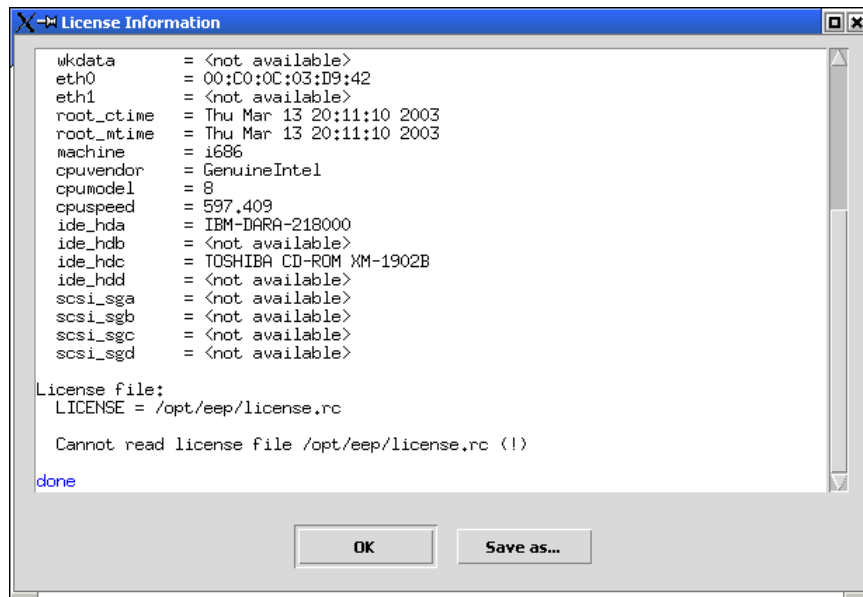 License Information
wkdata = <not available>
eth0 = 00:C0:0C:03:D9:42
eth1 = <not available>
root_ctime = Thu Mar 13 20:11:10 2003
root_mtime = Thu Mar 13 20:11:10 2003
machine = i686
cpuvendor = GenuineIntel
cpumodel = 8
cpuspeed = 597.409
ide_hda = IBM-DARA-218000
ide_hdb = <not available>
ide_hdc = TOSHIBA CD-ROM XM-1902B
ide_hdd = <not available>
scsi_sga = <not available>
scsi_sgb = <not available>
scsi_sgc = <not available>
scsi_sgd = <not available>
License file:
LICENSE = /opt/eep/license.rc
Cannot read license file /opt/eep/license.rc (!)
done
OK Save as...